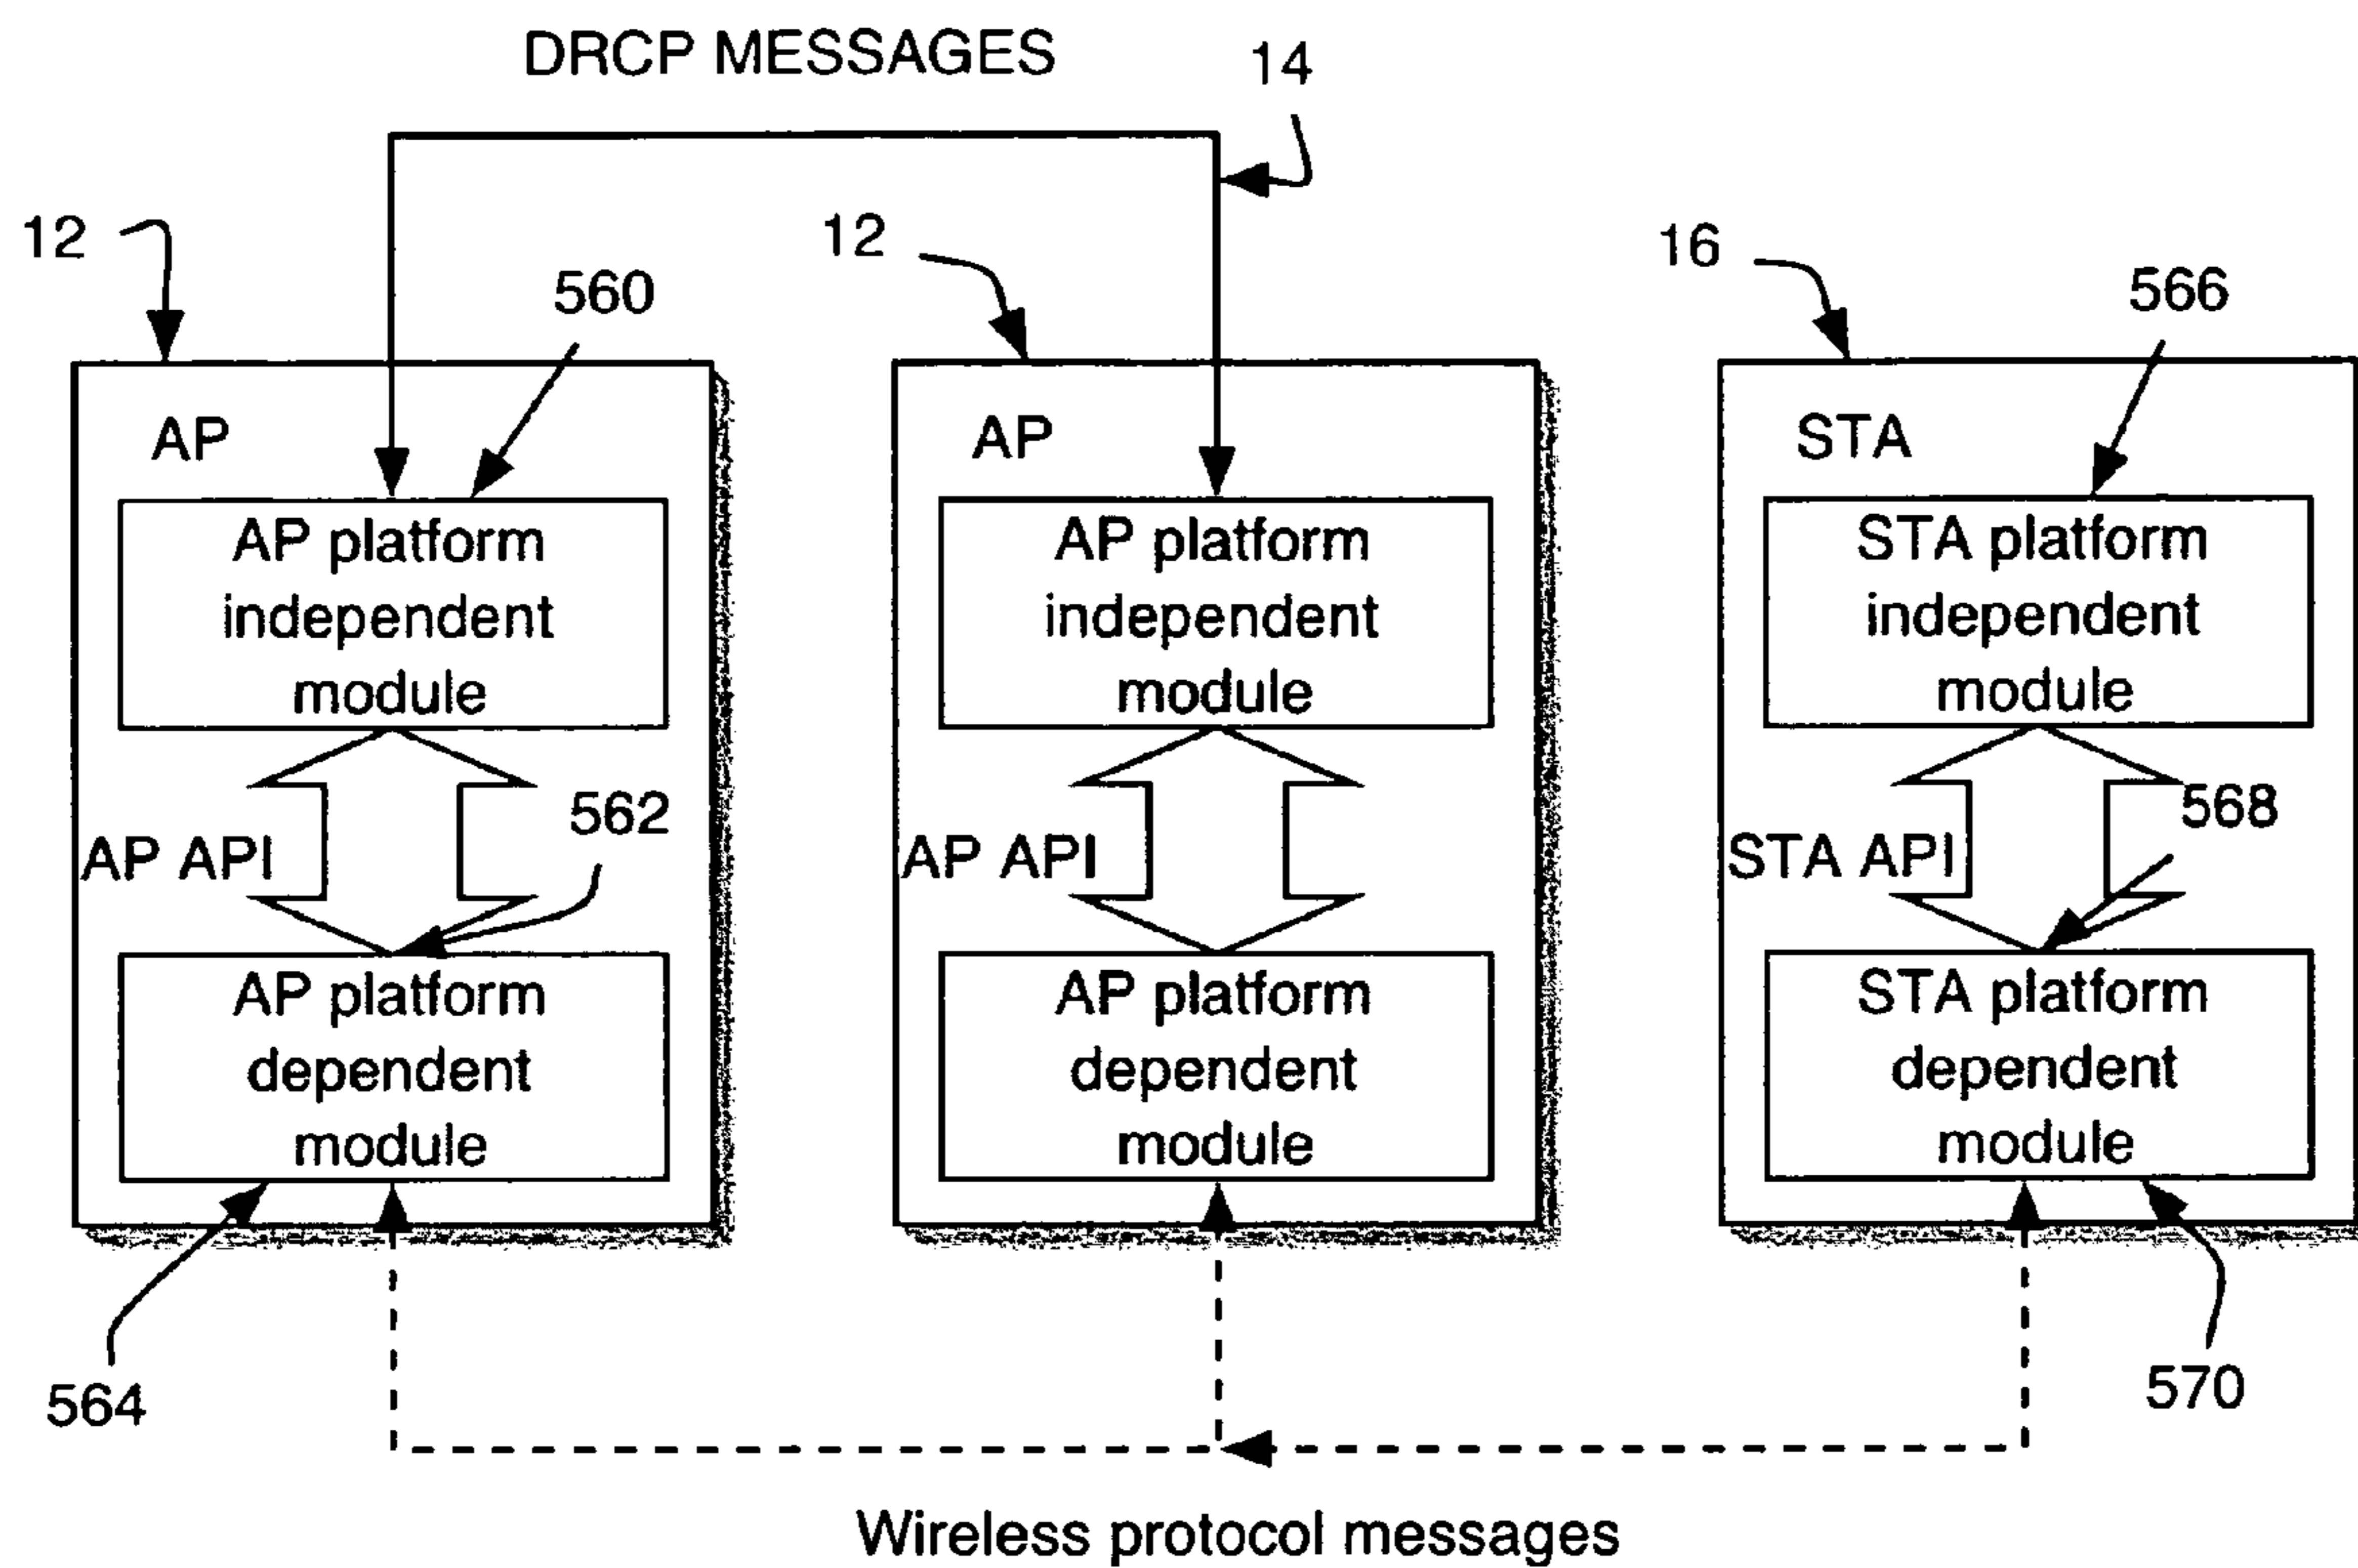 DRCP MESSAGES
14
12
12
16
560
566
AP
AP
STA
AP platform
independent
module
AP platform
independent
module
STA platform
independent
module
562
568
AP API
AP API
STA API
AP platform
dependent
module
AP platform
dependent
module
STA platform
dependent
module
564
570
Wireless protocol messages